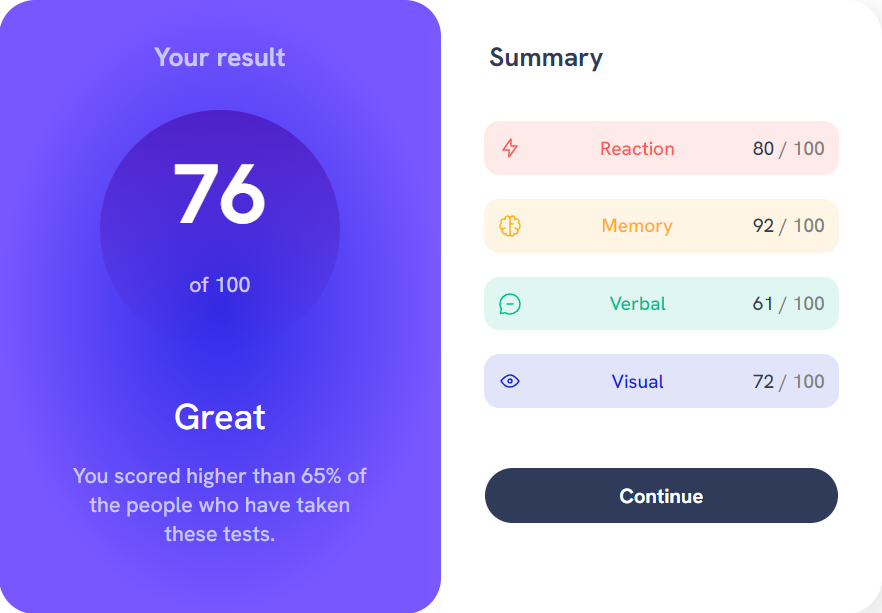 Your result
76
of 100
Great
You scored higher than 65% of
the people who have taken
these tests.
Summary
Reaction 80 / 100
Memory 92 / 100
Verbal 61 / 100
Visual 72 / 100
Continue